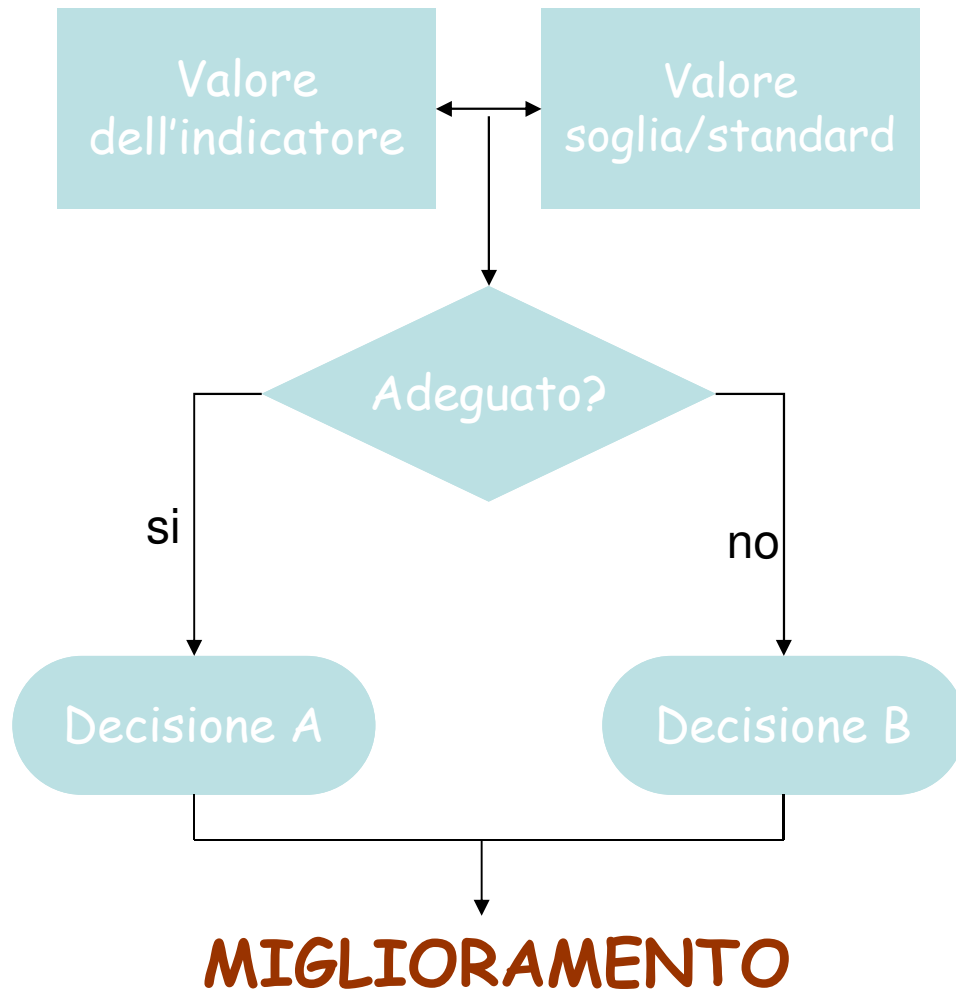 Valore
dell'indicatore
Valore
soglia/standard
Adeguato?
si
no
Decisione A
Decisione B
MIGLIORAMENTO